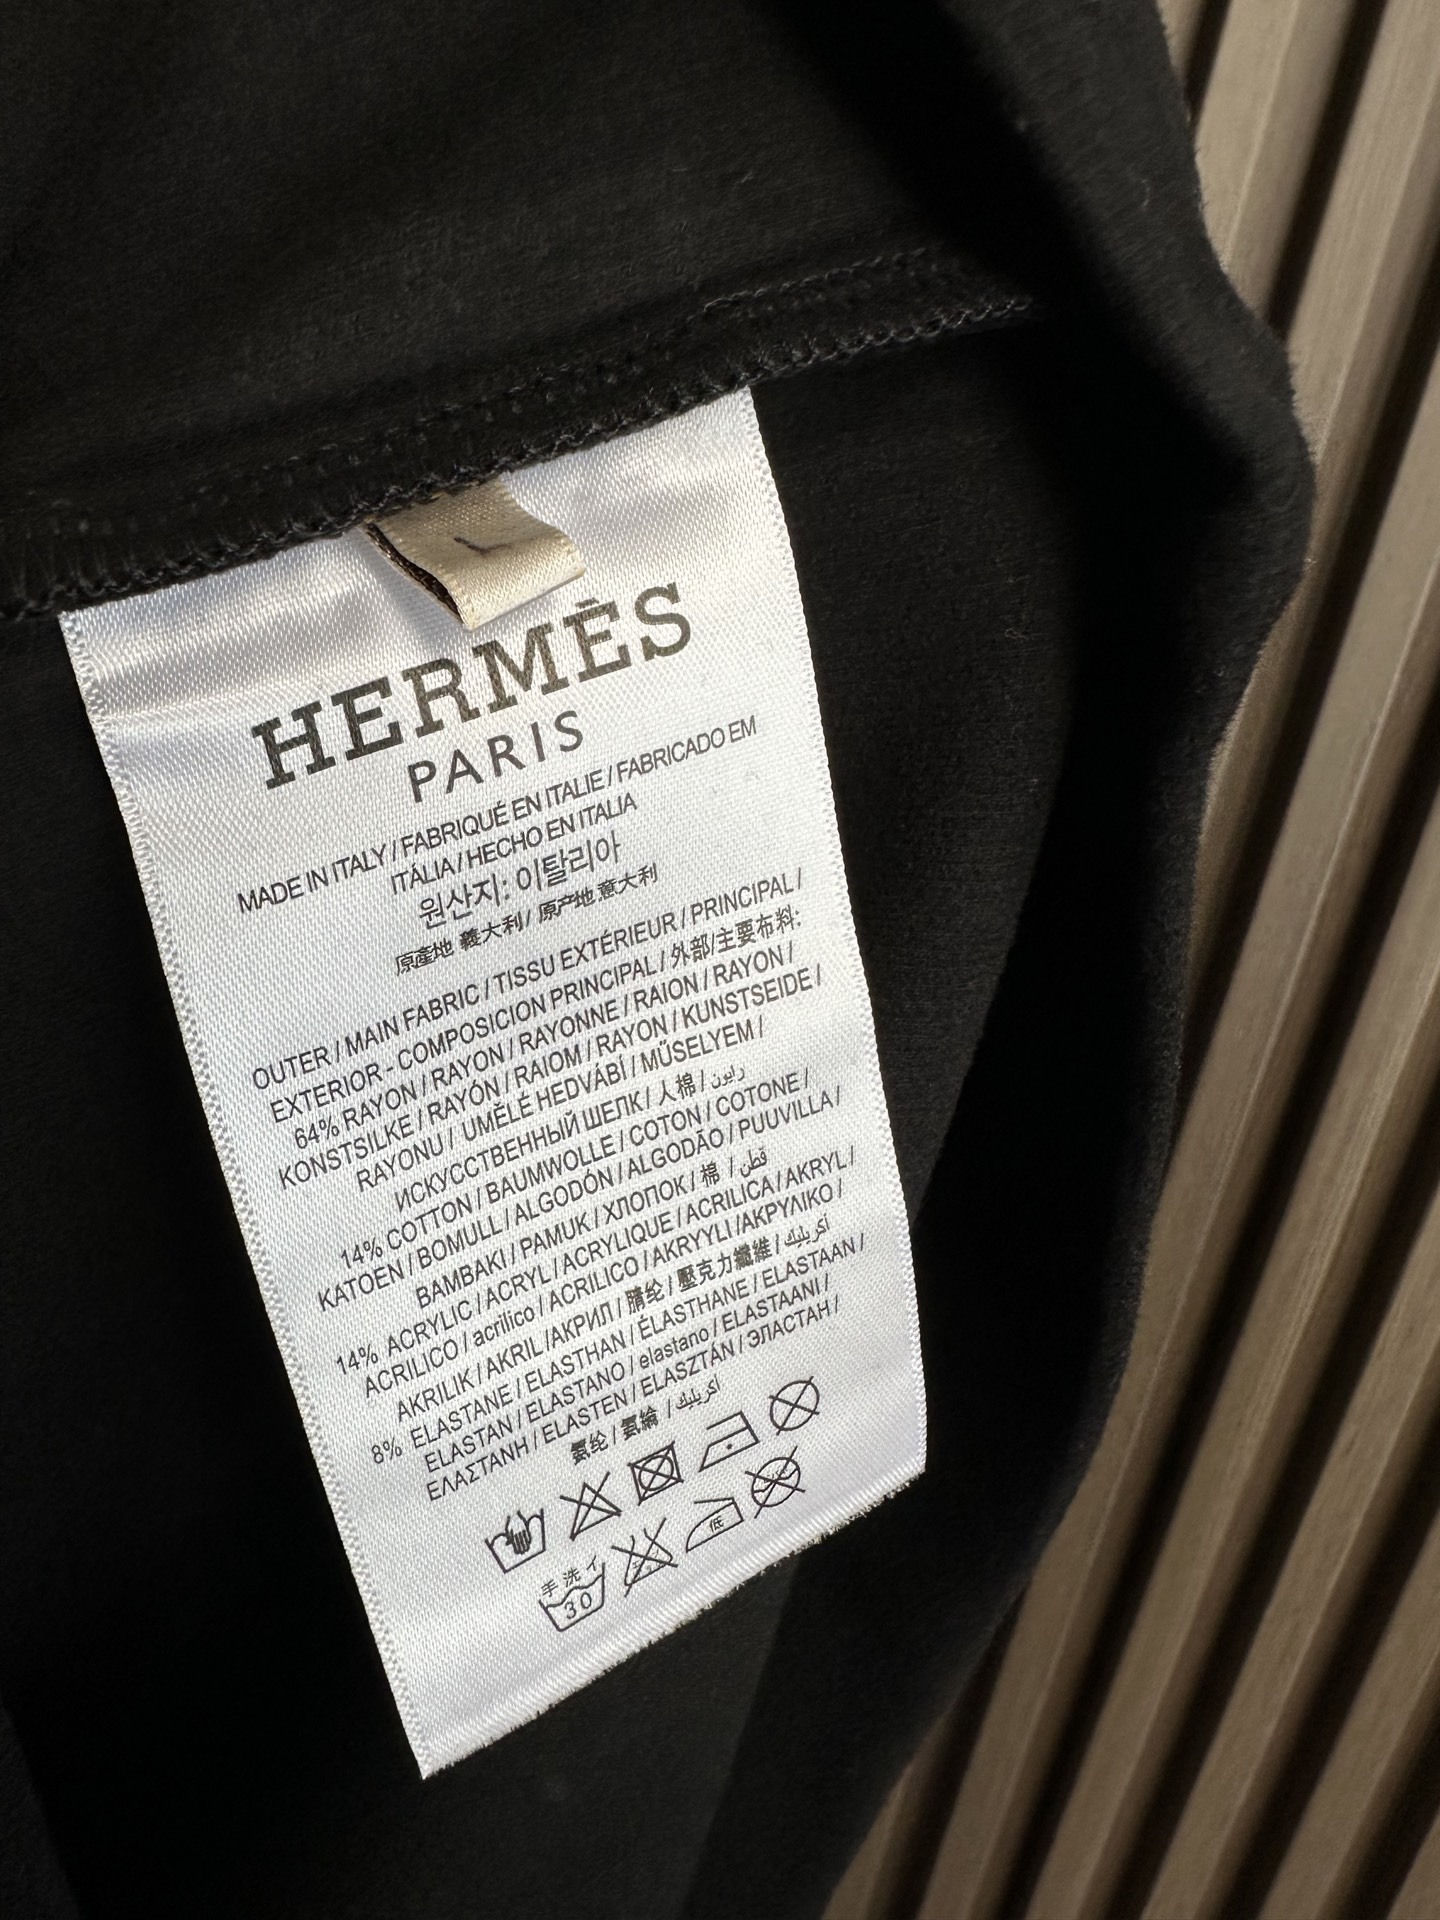 L
HERMÈS
PARIS
MADE IN ITALY / FABRIQUÉ EN ITALIE / FABRICADO EM
ITÁLIA / HECHO EN ITALIA
원산지: 이탈리아
原產地 義大利 / 原产地 意大利
OUTER / MAIN FABRIC / TISSU EXTÉRIEUR / PRINCIPAL /
EXTERIOR - COMPOSICION PRINCIPAL / 外部/主要布料:
64% RAYON / RAYON / RAYONNE / RAION / RAYON /
KONSTSILKE / RAYÓN / RAIOM / RAYON / KUNSTSEIDE /
RAYONU / UMĚLÉ HEDVÁBÍ / MŰSELYEM /
ИСКУССТВЕННЫЙ ШЕПК / 人棉 / رايون
14% COTTON / BAUMWOLLE / COTON / COTONE /
KATOEN / BOMULL / ALGODÓN / ALGODÃO / PUUVILLA /
BAMBAKI / PAMUK / ХЛОПОК / 棉 / قطن
14% ACRYLIC / ACRYL / ACRYLIQUE / ACRILICA / AKRYL /
ACRILICO / acrilico / ACRILICO / AKRYYLI / ΑΚΡΥΛΙΚΟ /
AKRILIK / AKRIL / АКРИЛ / 腈纶 / 壓克力纖維 / أكريليك
8% ELASTANE / ELASTHAN / ÉLASTHANE / ELASTAAN /
ELASTAN / ELASTANO / elastano / ELASTAANI /
ΕΛΑΣΤΑΝΗ / ELASTEN / ELASZTÁN / ЭЛАСТАН /
氨纶 / 氨綸 / أكريليك
手洗イ
30
低